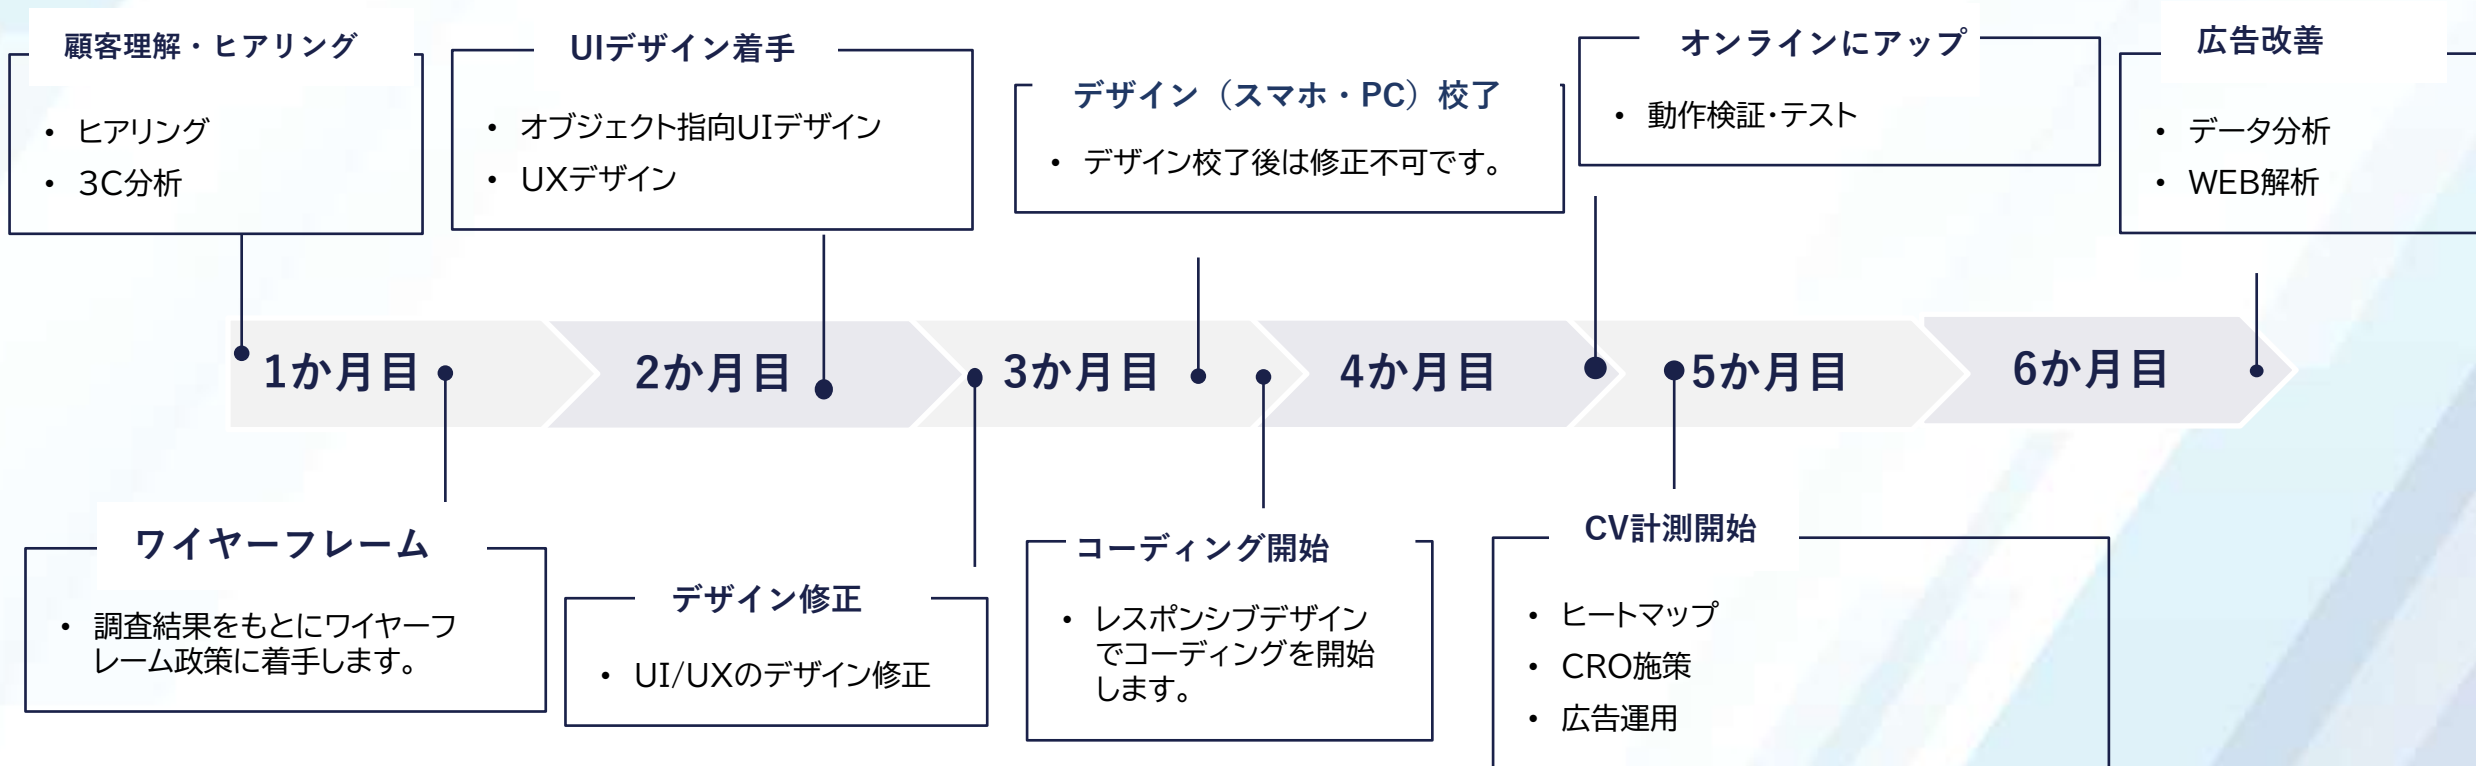 顧客理解・ヒアリング
• ヒアリング
• 3C分析
UIデザイン着手
• オブジェクト指向UIデザイン
• UXデザイン
デザイン（スマホ・PC）校了
• デザイン校了後は修正不可です。
オンラインにアップ
• 動作検証・テスト
広告改善
• データ分析
• WEB解析
1か月目
2か月目
3か月目
4か月目
5か月目
6か月目
ワイヤーフレーム
• 調査結果をもとにワイヤーフ
レーム政策に着手します。
デザイン修正
• UI/UXのデザイン修正
コーディング開始
• レスポンシブデザイン
でコーディングを開始
します。
CV計測開始
• ヒートマップ
• CRO施策
• 広告運用